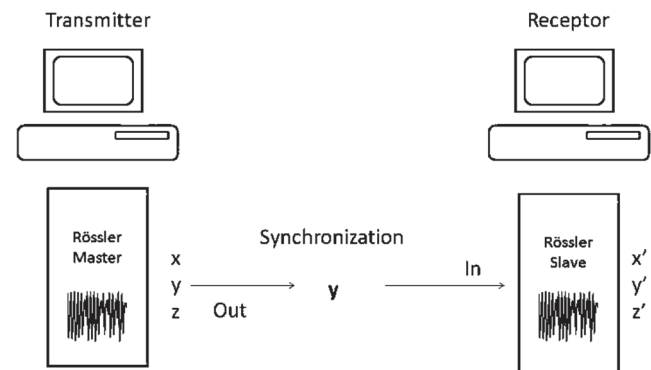 Transmitter
Receptor
Rössler
Master
x
y
z
Out
Synchronization
y
In
Rössler
Slave
x’
y’
z’